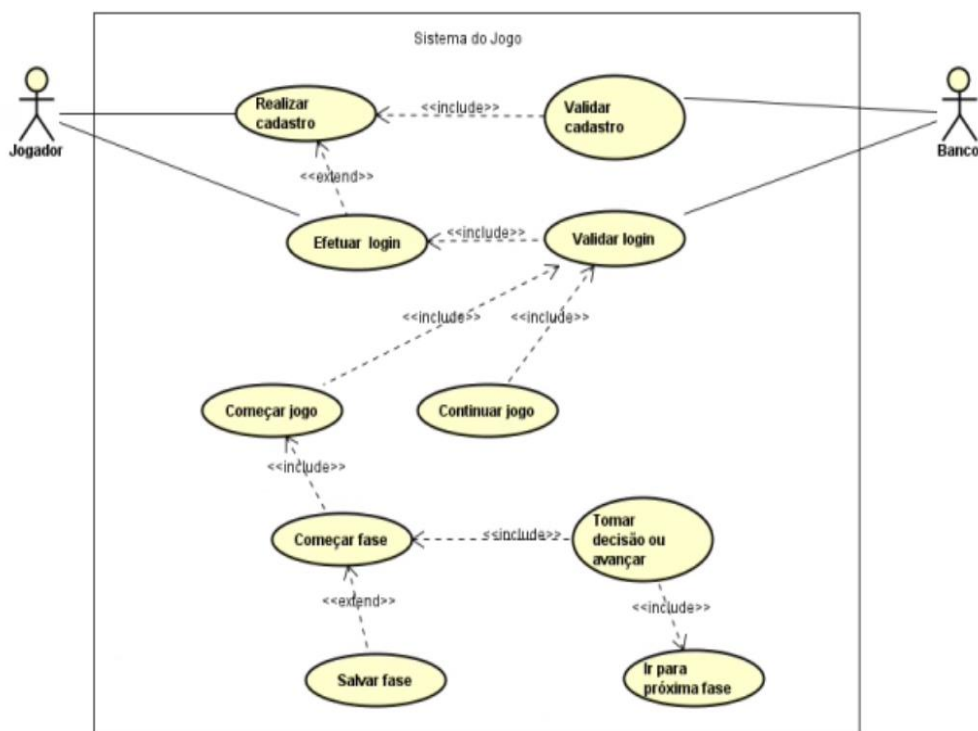 Sistema do Jogo
Jogador
Realizar
cadastro
<<include>>
Validar
cadastro
Banco
<<extend>>
Efetuar login
<<include>>
Validar login
<<include>>
<<include>>
Começar jogo
Continuar jogo
<<include>>
Começar fase
<<include>>
Tomar
decisão ou
avançar
<<extend>>
<<include>>
Salvar fase
Ir para
próxima fase